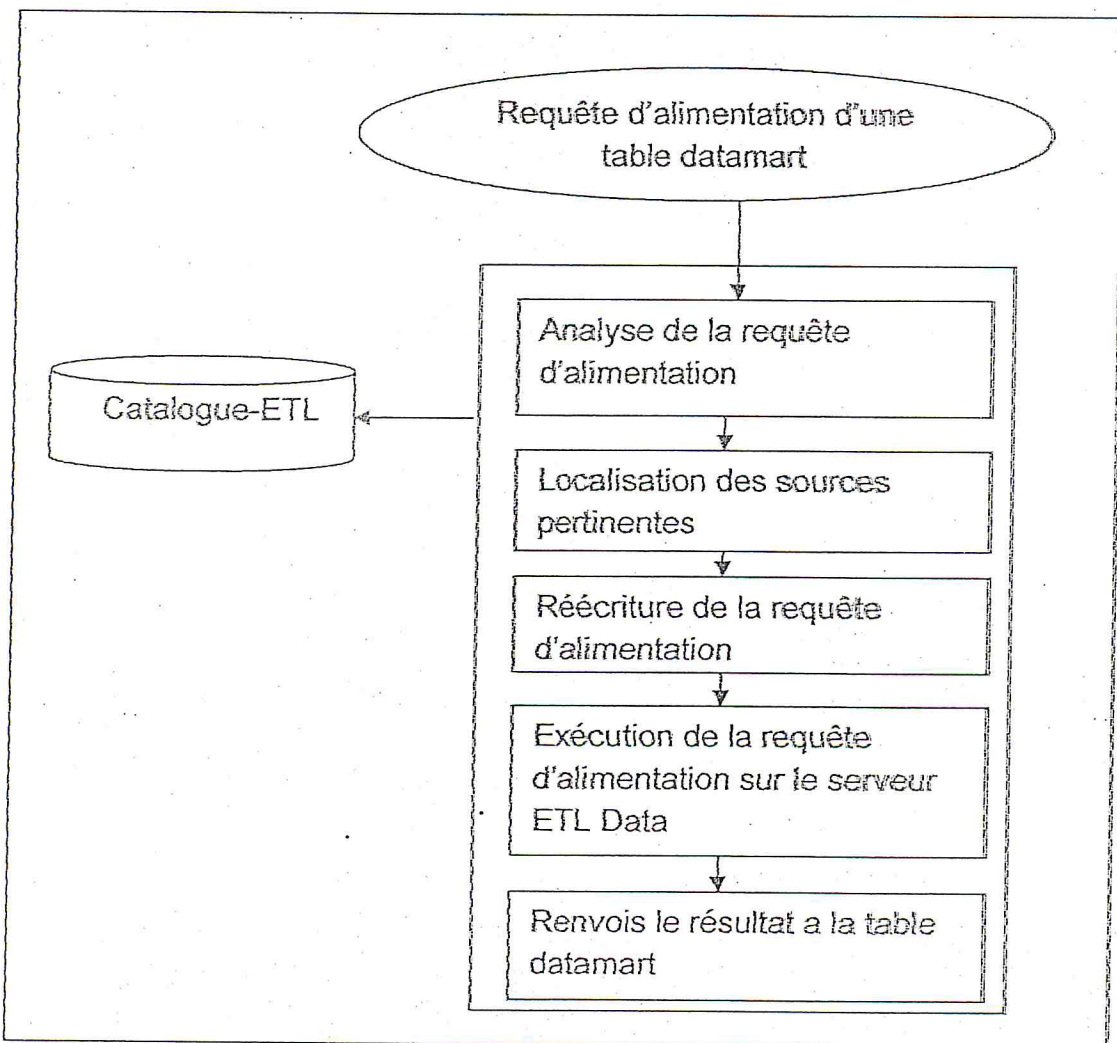 Requête d'alimentation d'une
table datamart
Analyse de la requête
d'alimentation
Catalogue-ETL
Localisation des sources
pertinentes
Réécriture de la requête
d'alimentation
Exécution de la requête
d'alimentation sur le serveur
ETL Data
Renvois le résultat a la table
datamart